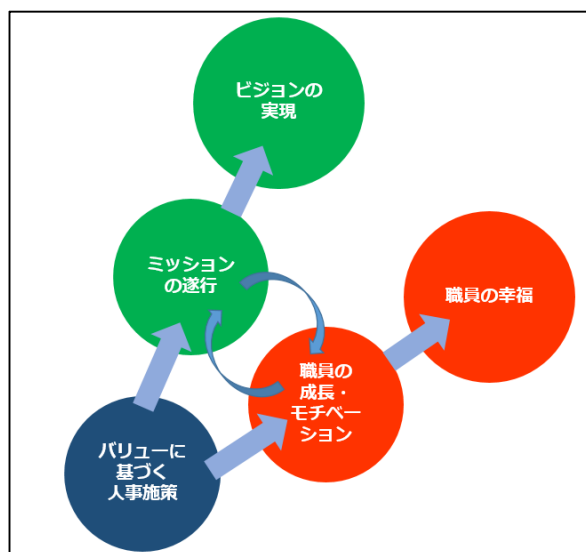 ビジョンの
実現
ミッション
の遂行
職員の幸福
職員の
成長・
モチベー
ション
バリューに
基づく
人事施策